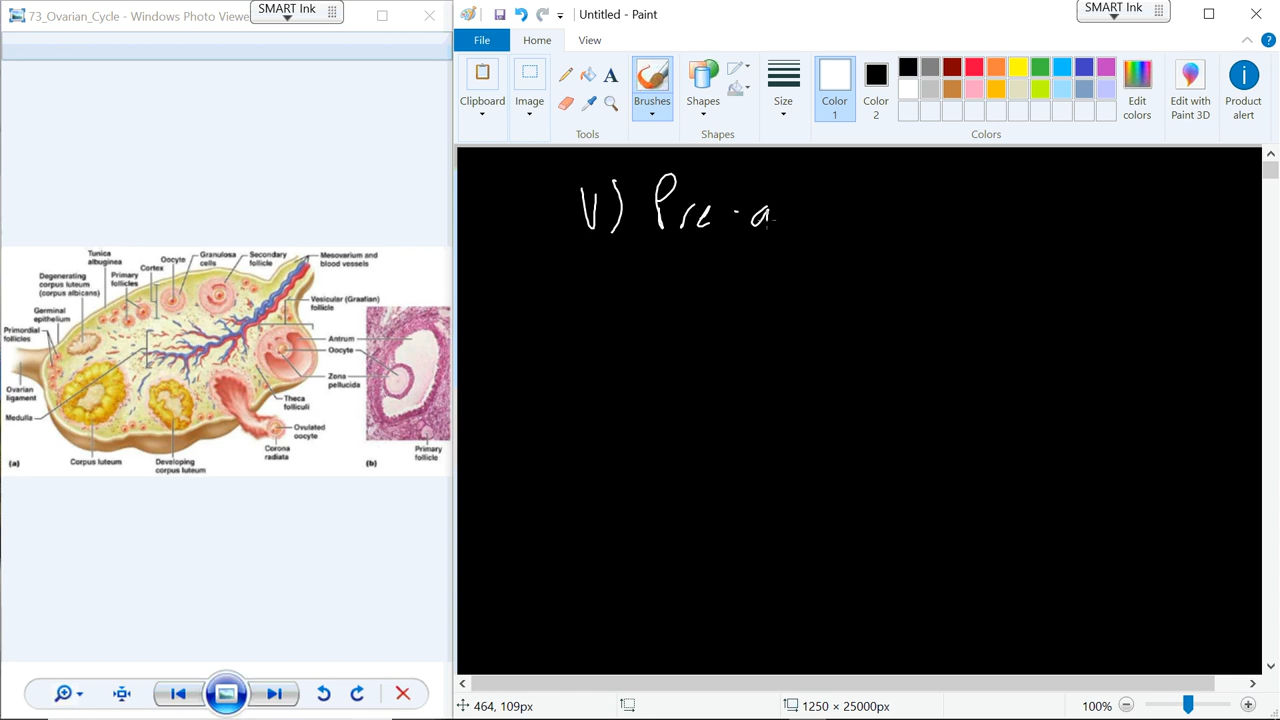 73_Ovarian_Cycle - Windows Photo Viewe
SMART Ink
Untitled - Paint
SMART Ink
File
Home
View
Clipboard
Image
Tools
Brushes
Shapes
Shapes
Size
Color
1
Color
2
Colors
Edit
colors
Edit with
Paint 3D
Product
alert
V) Pre-a
Tunica
albuginea
Degenerating
corpus luteum
(corpus albicans)
Germinal
epithelium
Primordial
follicles
Primary
follicles
Cortex
Oocyte
Granulosa
cells
Secondary
follicle
Mesovarium and
blood vessels
Vesicular (Graafian)
follicle
Antrum
Oocyte
Zona
pellucida
Theca
folliculi
Ovulated
oocyte
Corona
radiata
Ovarian
ligament
Medulla
Corpus luteum
Developing
corpus luteum
Primary
follicle
(a)
(b)
464, 109px
1250 × 25000px
100%